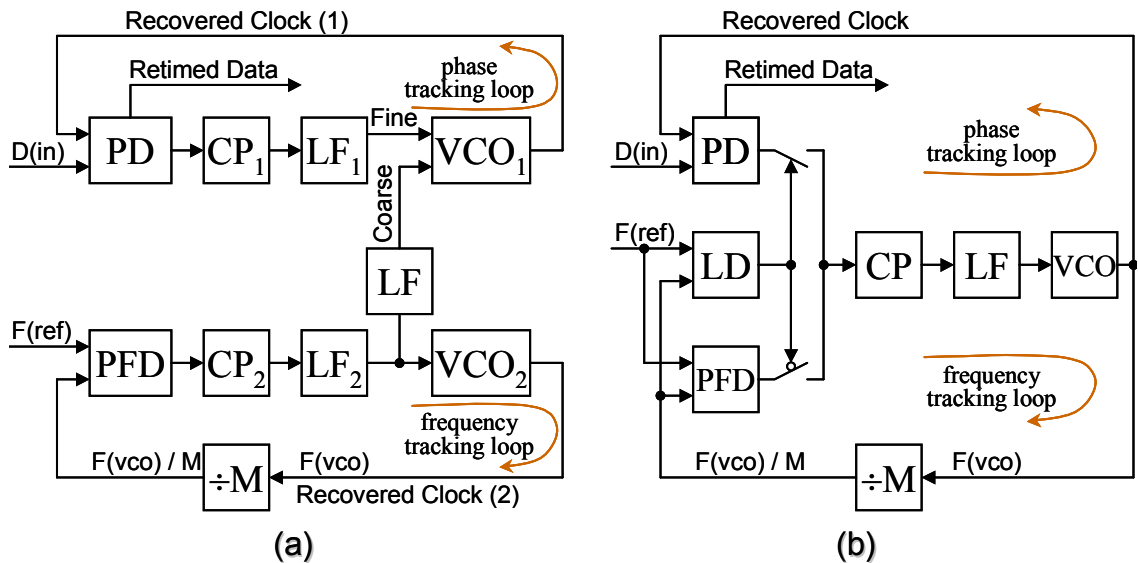 Recovered Clock (1)
Retimed Data
phase
tracking loop
Fine
D(in)
PD
CP1
LF1
VCO1
Coarse
LF
F(ref)
PFD
CP2
LF2
VCO2
frequency
tracking loop
F(vco) / M
÷M
F(vco)
Recovered Clock (2)
(a)
Recovered Clock
Retimed Data
phase
tracking loop
D(in)
PD
F(ref)
LD
CP
LF
VCO
PFD
frequency
tracking loop
F(vco) / M
÷M
F(vco)
(b)